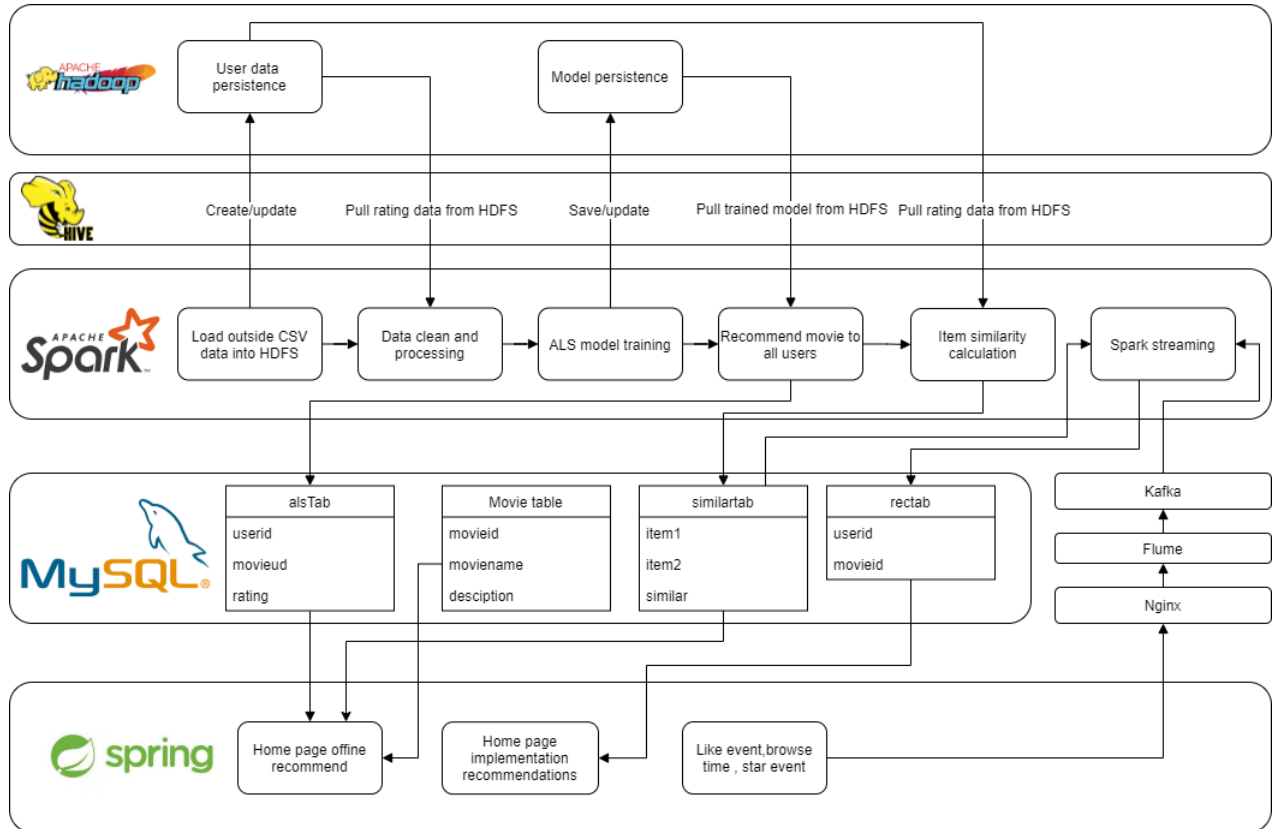 APACHE
hadoop
User data
persistence
Model persistence
HIVE
Create/update
Pull rating data from HDFS
Save/update
Pull trained model from HDFS
Pull rating data from HDFS
APACHE
Spark
Load outside CSV
data into HDFS
Data clean and
processing
ALS model training
Recommend movie to
all users
Item similarity
calculation
Spark streaming
MySQL
alsTab
userid
movieud
rating
Movie table
movieid
moviename
desciption
similartab
item1
item2
similar
rectab
userid
movieid
Kafka
Flume
Nginx
spring
Home page offine
recommend
Home page
implementation
recommendations
Like event,browse
time , star event